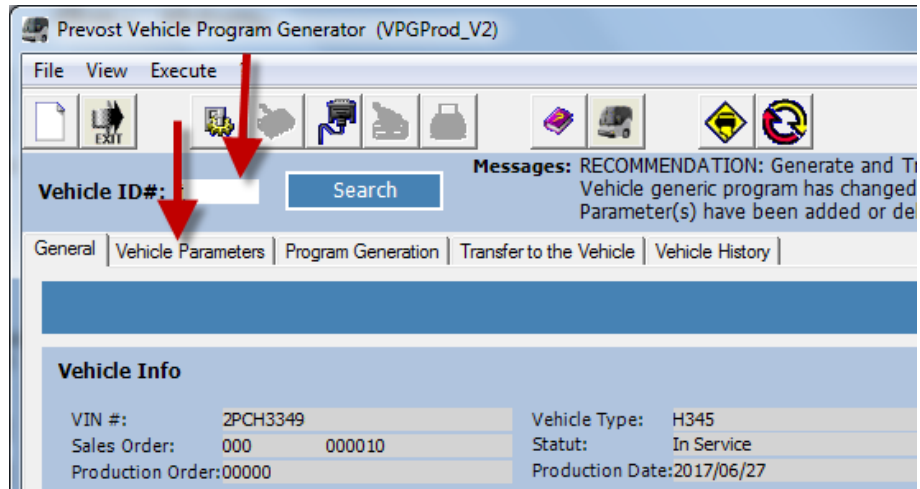 Prevost Vehicle Program Generator (VPGProd_V2)
File View Execute
EXIT
Vehicle ID#:
Search
Messages: RECOMMENDATION: Generate and Tr
Vehicle generic program has changed
Parameter(s) have been added or del
General Vehicle Parameters Program Generation Transfer to the Vehicle Vehicle History
Vehicle Info
VIN #: 2PCH3349 Vehicle Type: H345
Sales Order: 000 000010 Statut: In Service
Production Order: 00000 Production Date: 2017/06/27